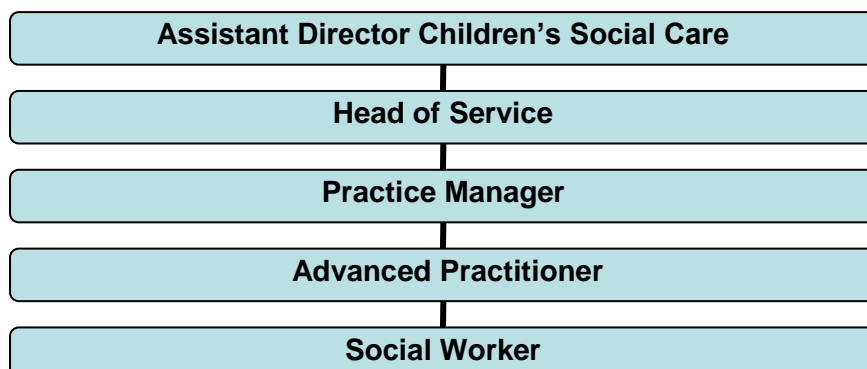 Assistant Director Children’s Social Care
Head of Service
Practice Manager
Advanced Practitioner
Social Worker